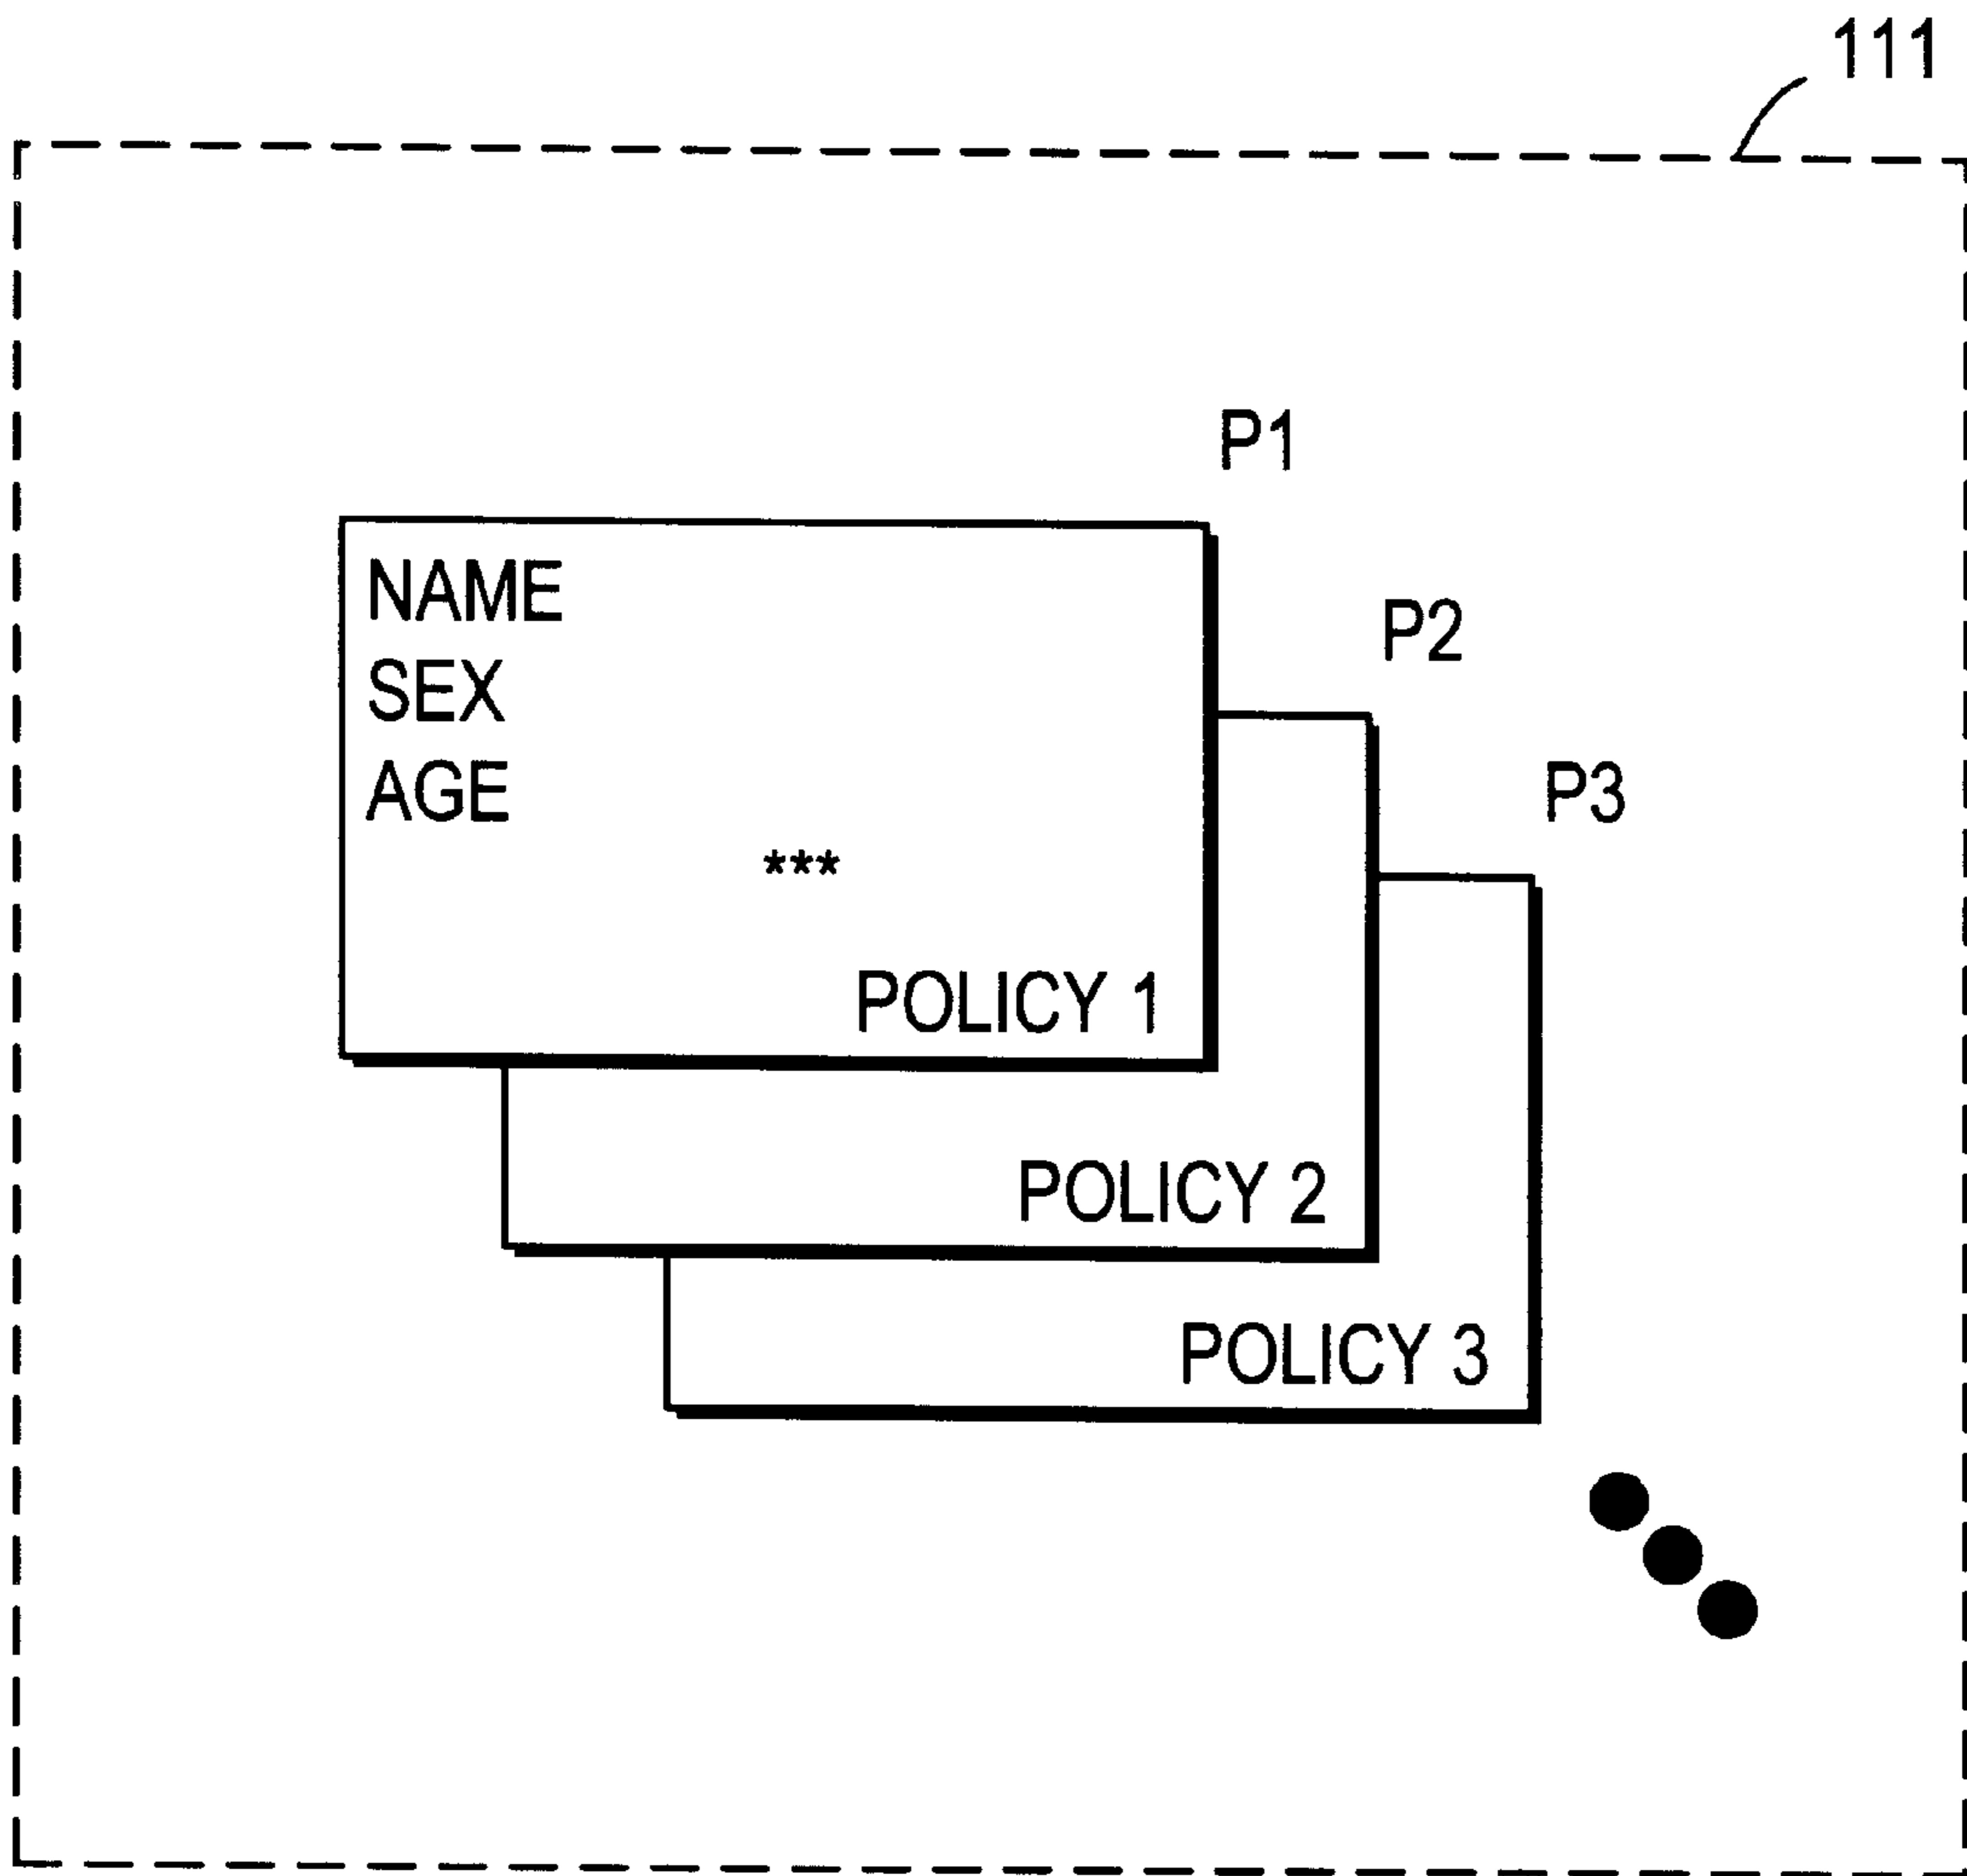 111
P1
NAME
P2
SEX
AGE
P3
***
POLICY 1
POLICY 2
POLICY 3